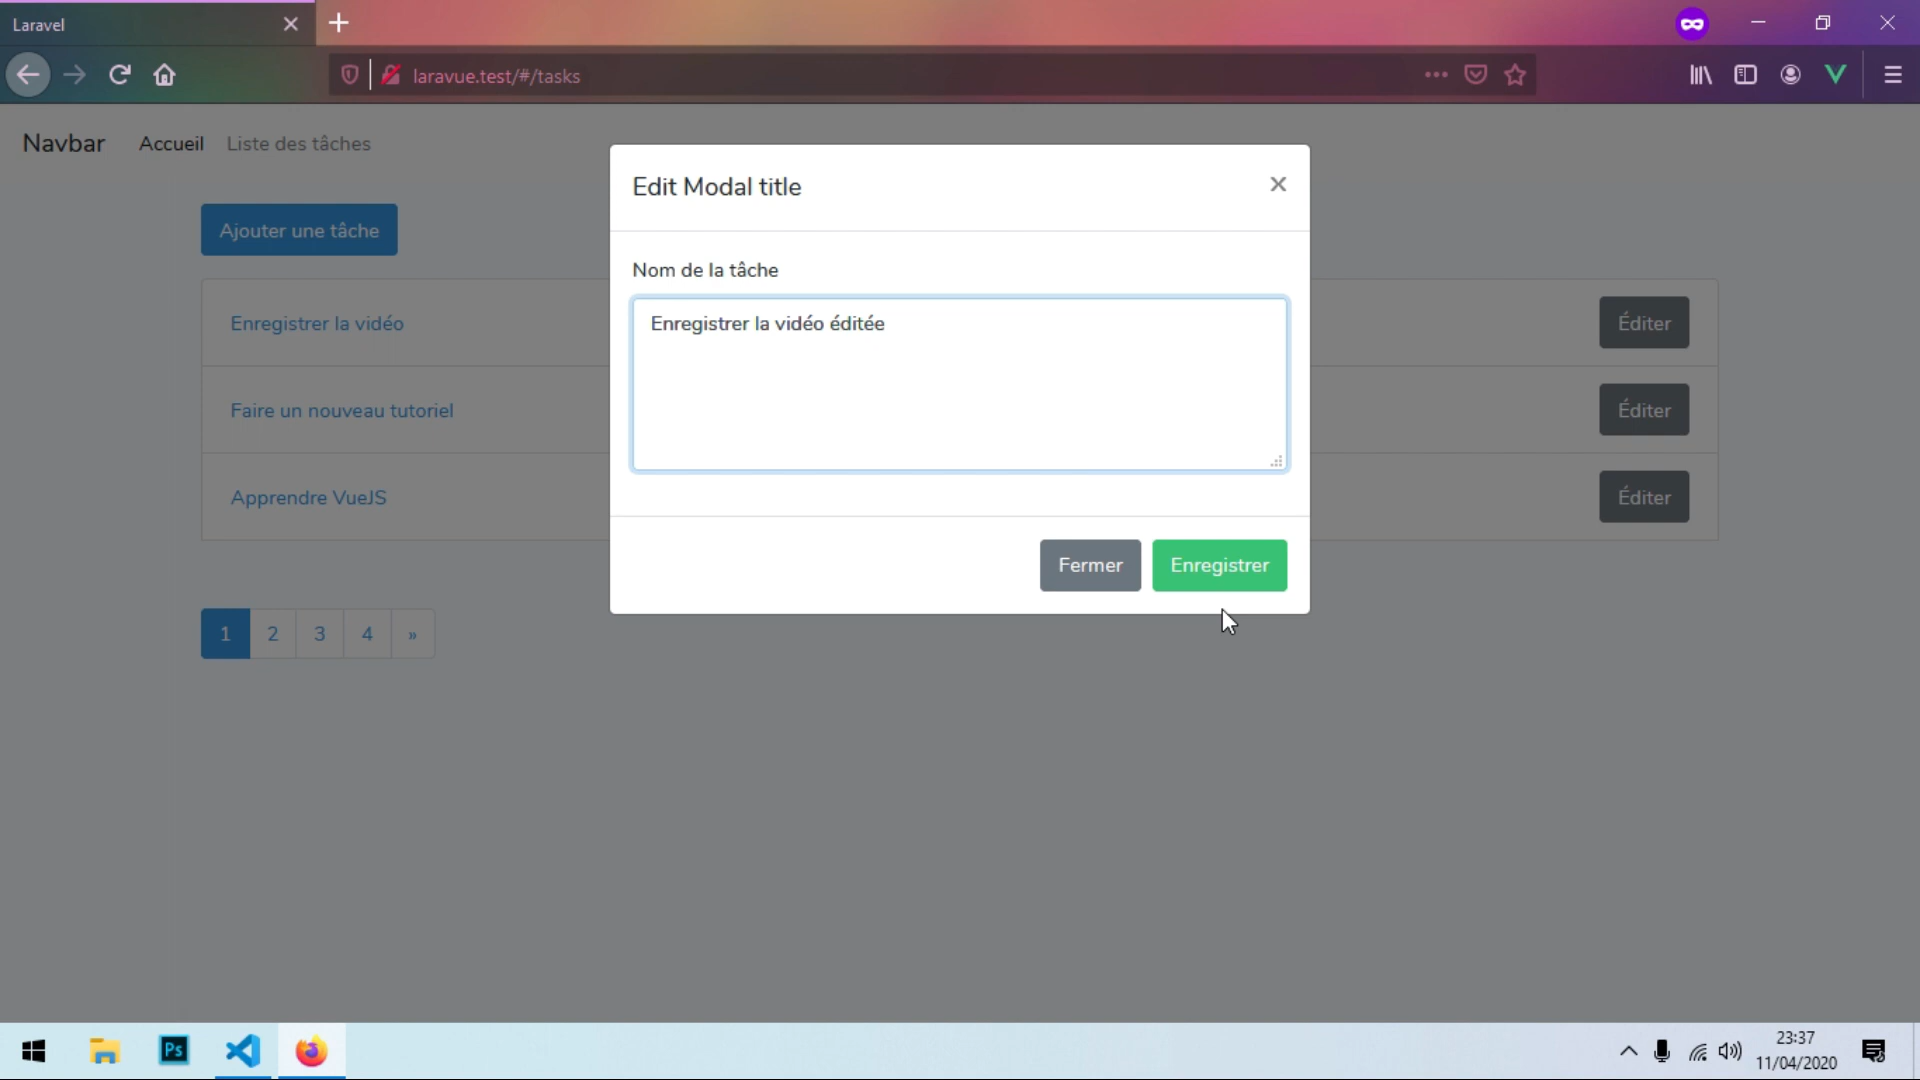 Laravel
laravue.test/#/tasks
Navbar
Accueil
Liste des tâches
Edit Modal title
×
Ajouter une tâche
Nom de la tâche
Enregistrer la vidéo éditée
Enregistrer la vidéo
Éditer
Faire un nouveau tutoriel
Éditer
Apprendre VueJS
Éditer
Fermer
Enregistrer
1
2
3
4
»
Ps
23:37
11/04/2020